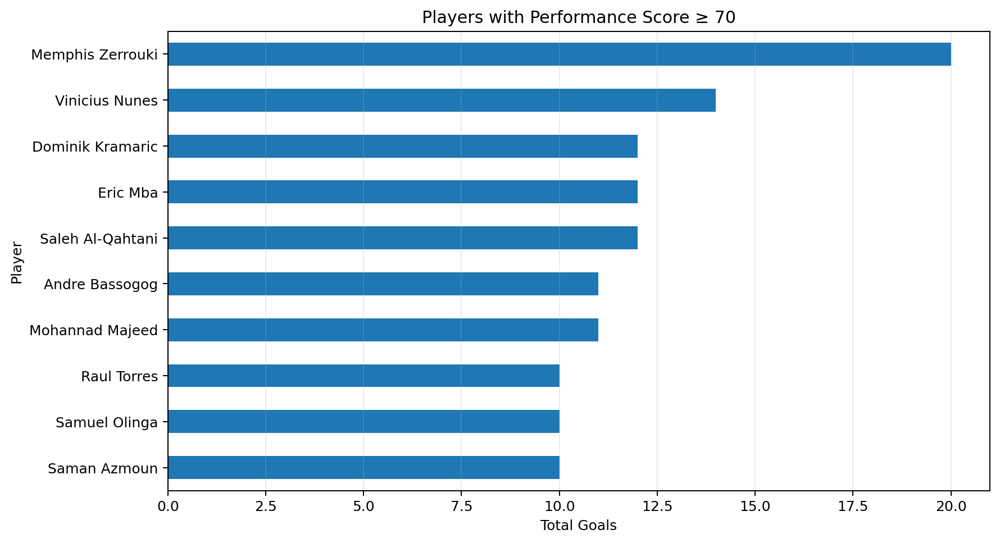 Players with Performance Score ≥ 70
Memphis Zerrouki
Vinicius Nunes
Dominik Kramaric
Eric Mba
Saleh Al-Qahtani
Andre Bassogog
Mohannad Majeed
Raul Torres
Samuel Olinga
Saman Azmoun
Player
0.0 2.5 5.0 7.5 10.0 12.5 15.0 17.5 20.0
Total Goals